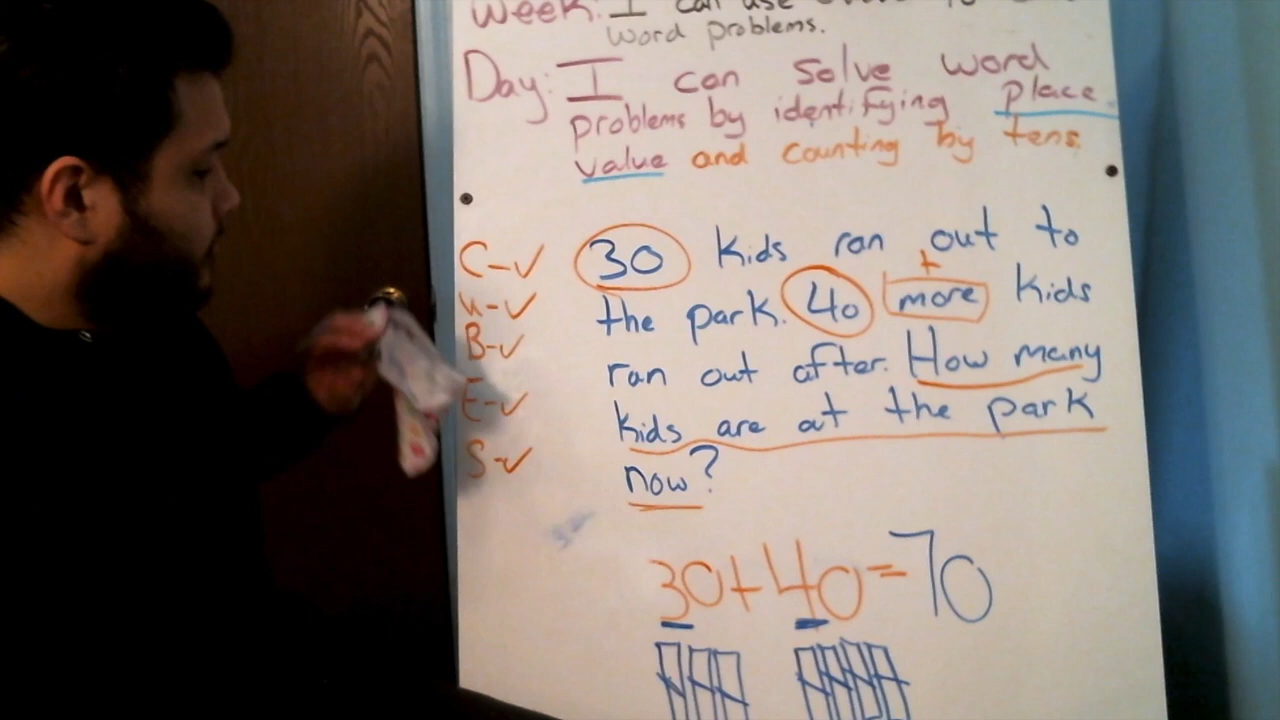 Week: I can use
word problems.
Day: I can solve word
problems by identifying place
value and counting by tens.
C-✓
U-✓
B-✓
E-✓
S-✓
30 kids ran out to
+
the park. 40 more kids
ran out after. How many
kids are at the park
now?
30+40=70